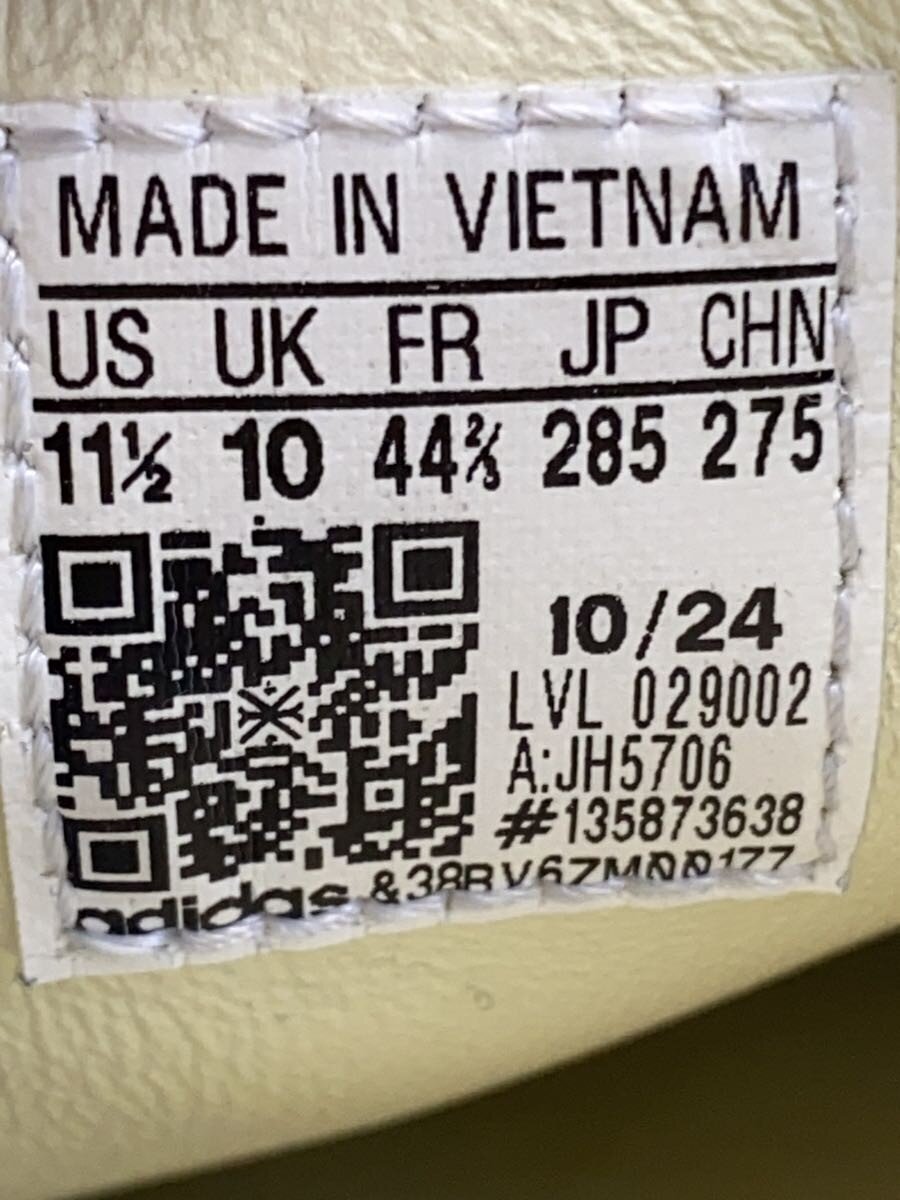 MADE IN VIETNAM
US UK FR JP CHN
11½ 10 44⅔ 285 275
10/24
LVL 029002
A:JH5706
#135873638
adidas